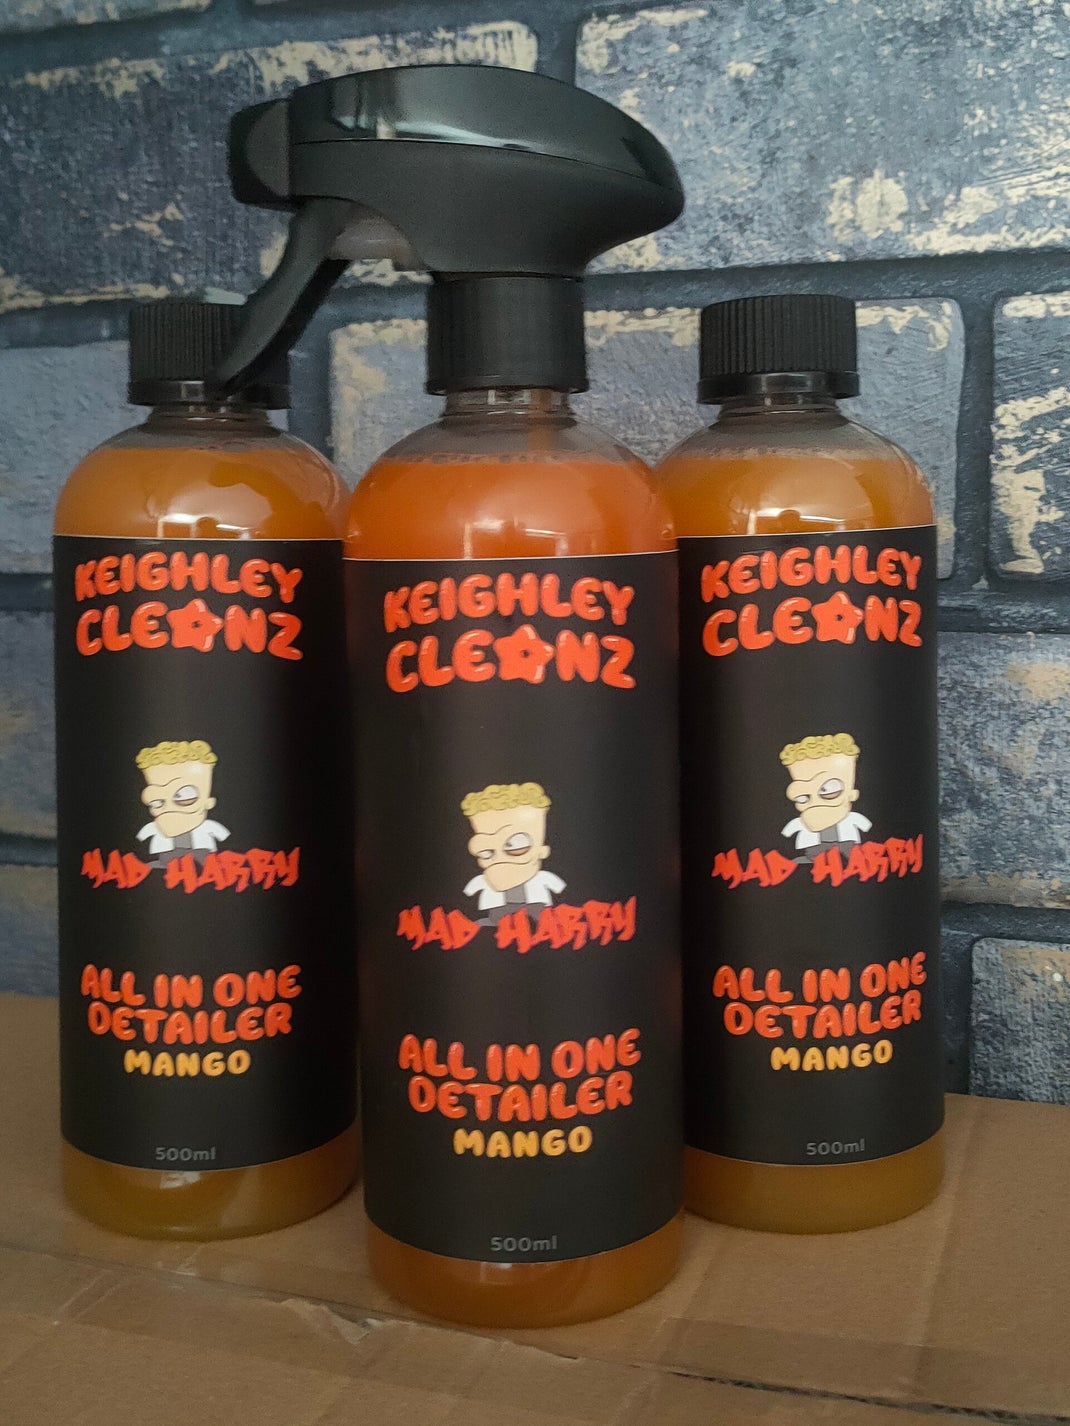 KEIGHLEY
CLEANZ
MAD HARRY
ALL IN ONE
DETAILER
MANGO
500ml
KEIGHLEY
CLEANZ
MAD HARRY
ALL IN ONE
DETAILER
MANGO
500ml
KEIGHLEY
CLEANZ
MAD HARRY
ALL IN ONE
DETAILER
MANGO
500ml